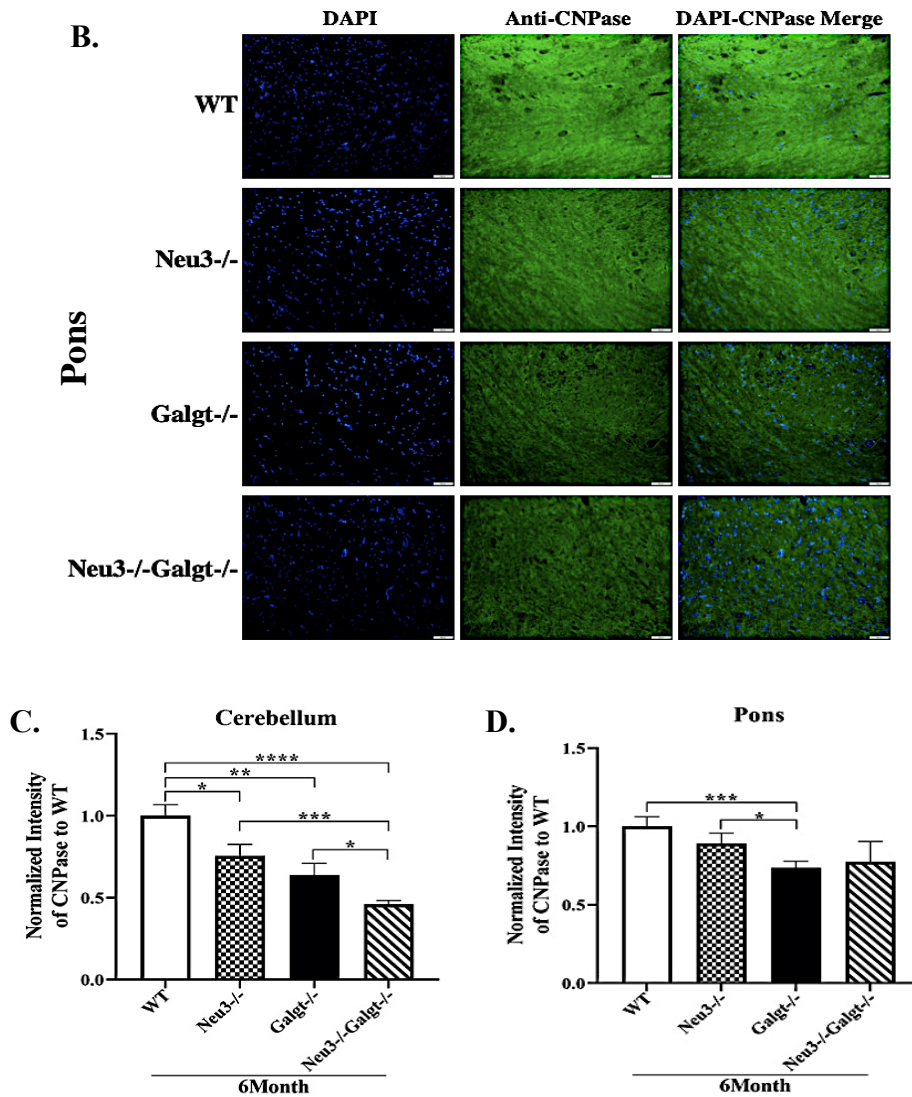 B.
DAPI Anti-CNPase DAPI-CNPase Merge
Pons
WT
Neu3-/-
Galgt-/-
Neu3-/-Galgt-/-
C.
Cerebellum
Normalized Intensity
of CNPase to WT
1.5
1.0
0.5
0.0
****
**
*
***
*
WT
Neu3-/-
Galgt-/-
Neu3-/-Galgt-/-
6Month
D.
Pons
Normalized Intensity
of CNPase to WT
1.5
1.0
0.5
0.0
***
*
WT
Neu3-/-
Galgt-/-
Neu3-/-Galgt-/-
6Month